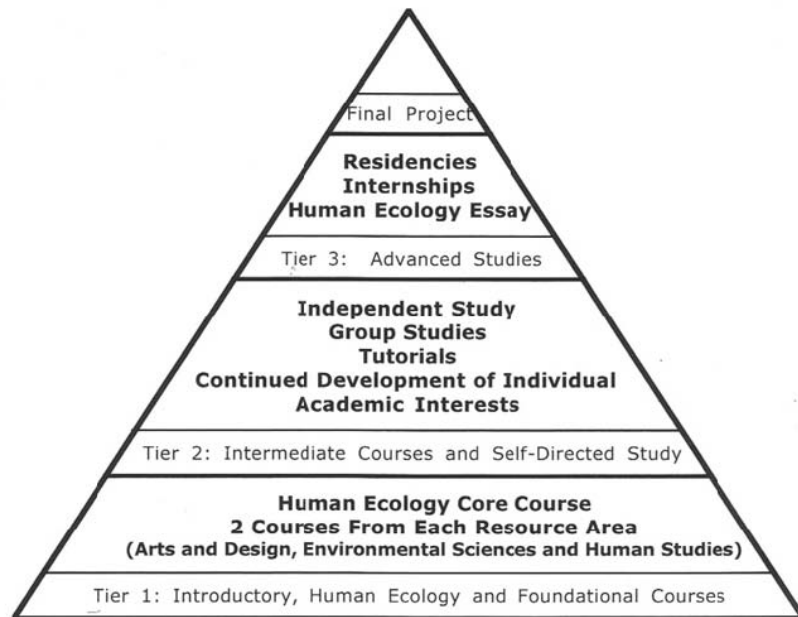 Final Project
Residencies
Internships
Human Ecology Essay
Tier 3: Advanced Studies
Independent Study
Group Studies
Tutorials
Continued Development of Individual
Academic Interests
Tier 2: Intermediate Courses and Self-Directed Study
Human Ecology Core Course
2 Courses From Each Resource Area
(Arts and Design, Environmental Sciences and Human Studies)
Tier 1: Introductory, Human Ecology and Foundational Courses